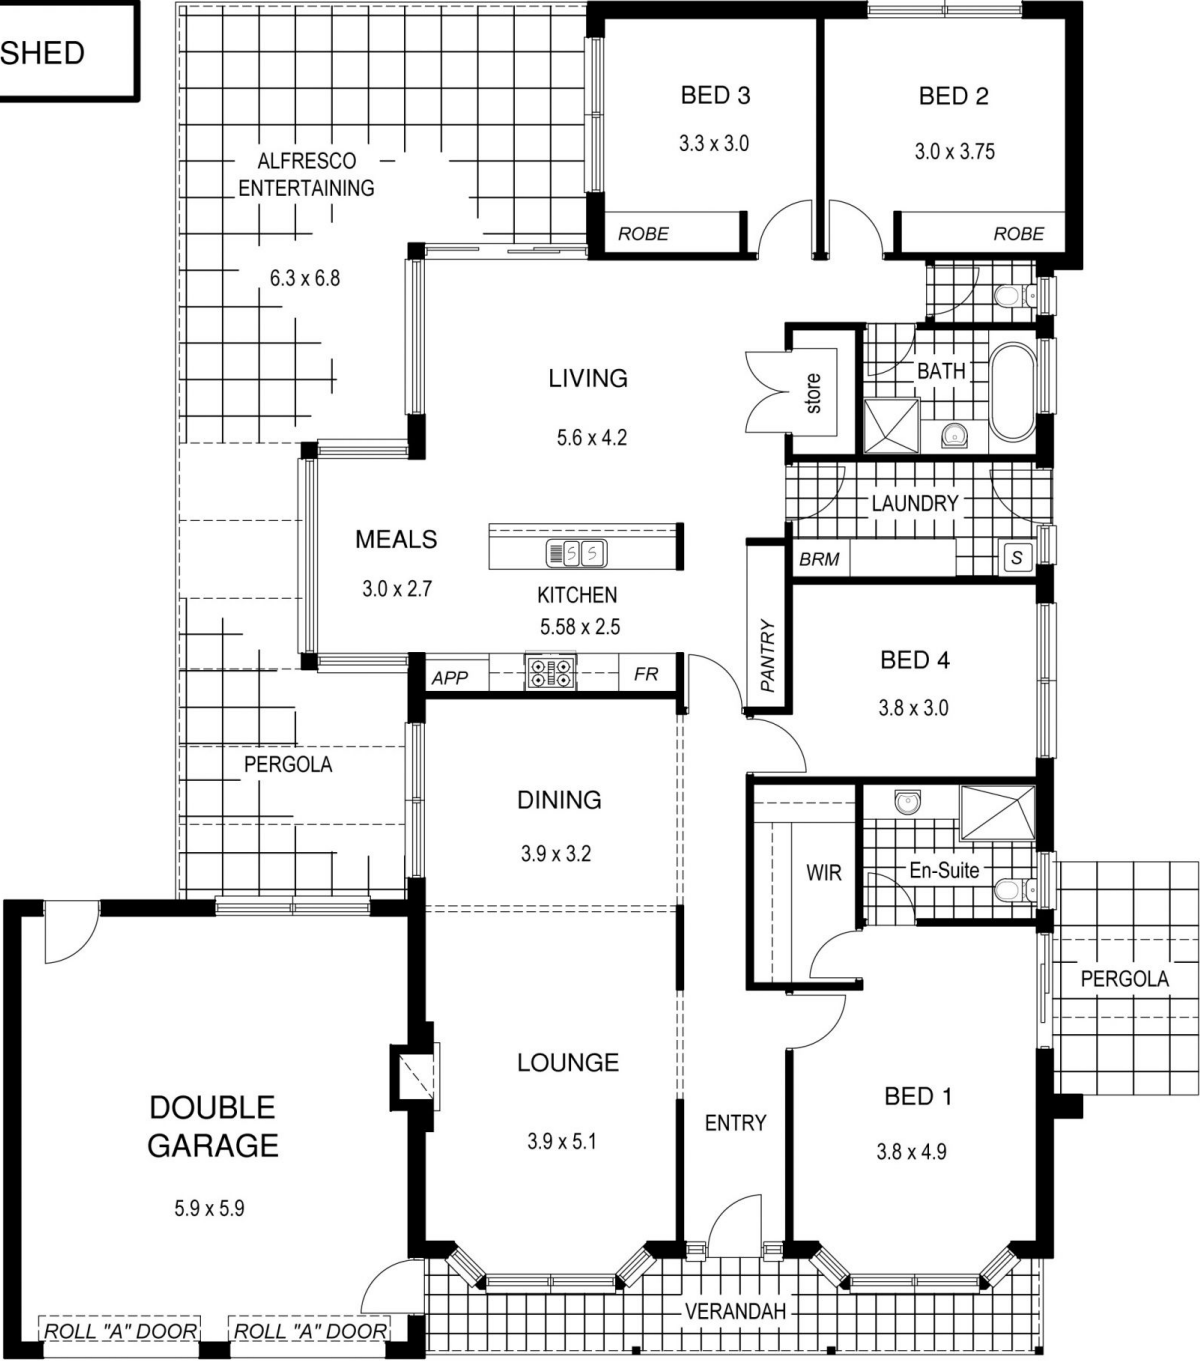 SHED
BED 3
3.3 x 3.0
BED 2
3.0 x 3.75
ALFRESCO
ENTERTAINING
6.3 x 6.8
ROBE
ROBE
LIVING
5.6 x 4.2
store
BATH
MEALS
3.0 x 2.7
KITCHEN
5.58 x 2.5
LAUNDRY
BRM
S
APP
FR
PANTRY
BED 4
3.8 x 3.0
PERGOLA
DINING
3.9 x 3.2
WIR
En-Suite
PERGOLA
LOUNGE
3.9 x 5.1
ENTRY
BED 1
3.8 x 4.9
DOUBLE
GARAGE
5.9 x 5.9
ROLL "A" DOOR
ROLL "A" DOOR
VERANDAH